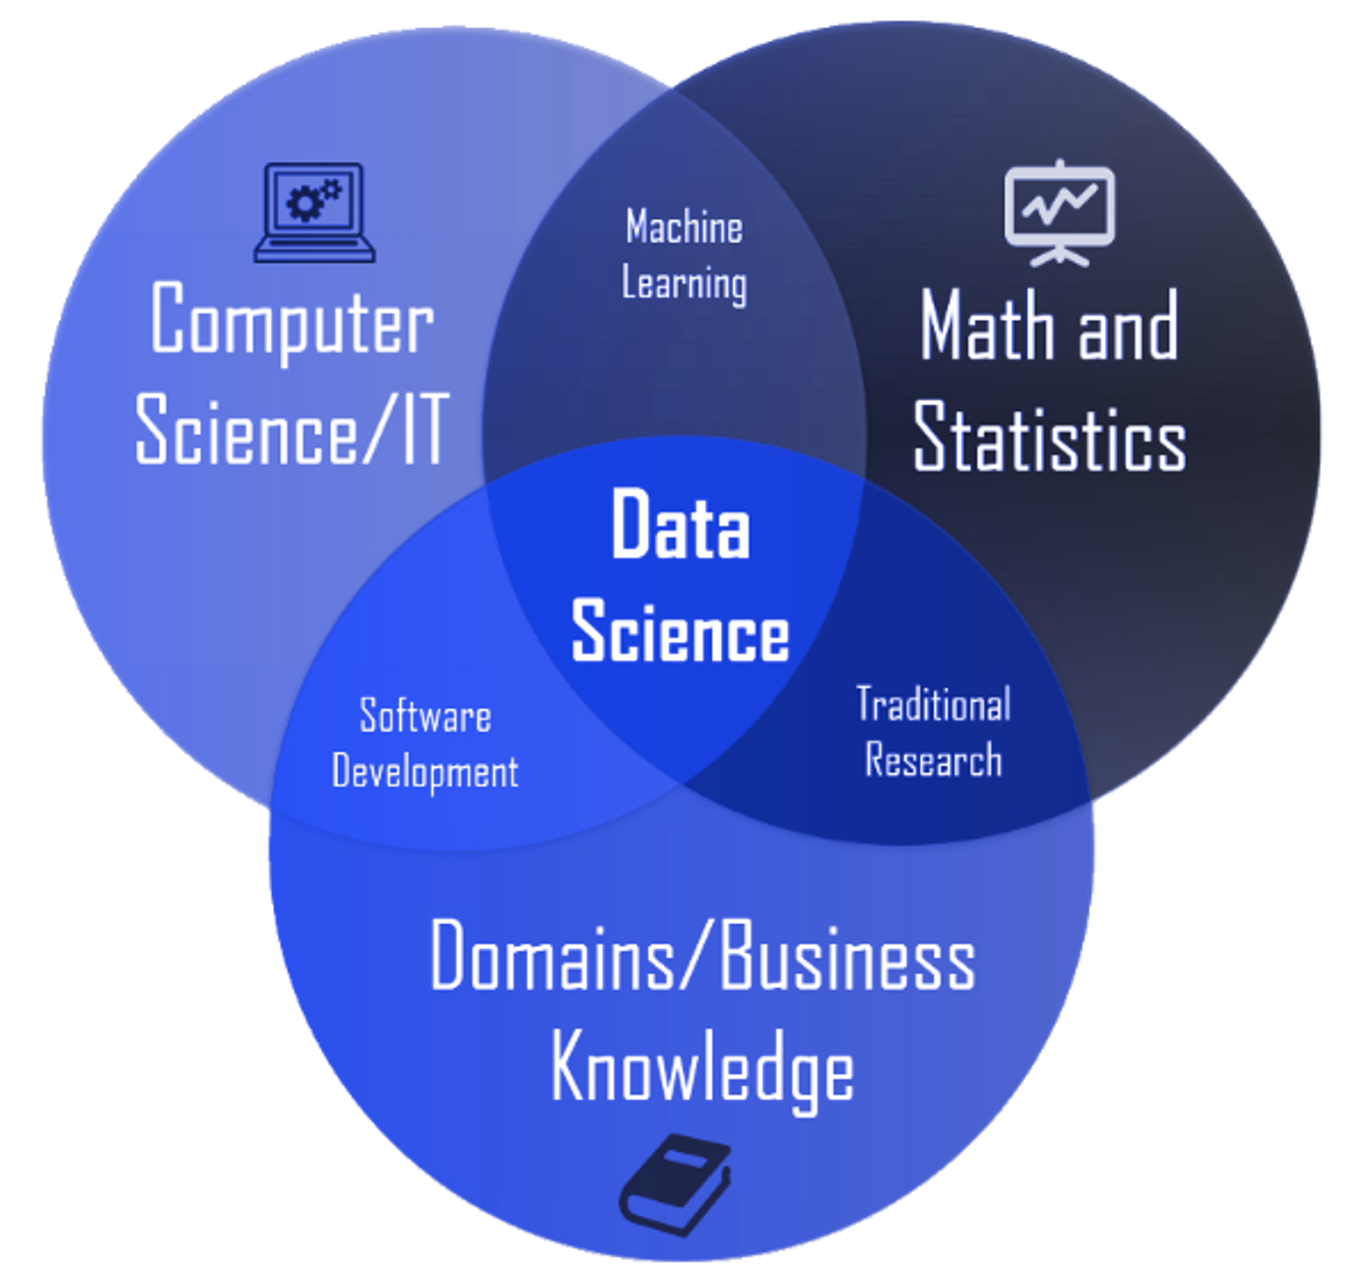 Machine
Learning
Computer
Science/IT
Math and
Statistics
Data
Science
Software
Development
Traditional
Research
Domains/Business
Knowledge